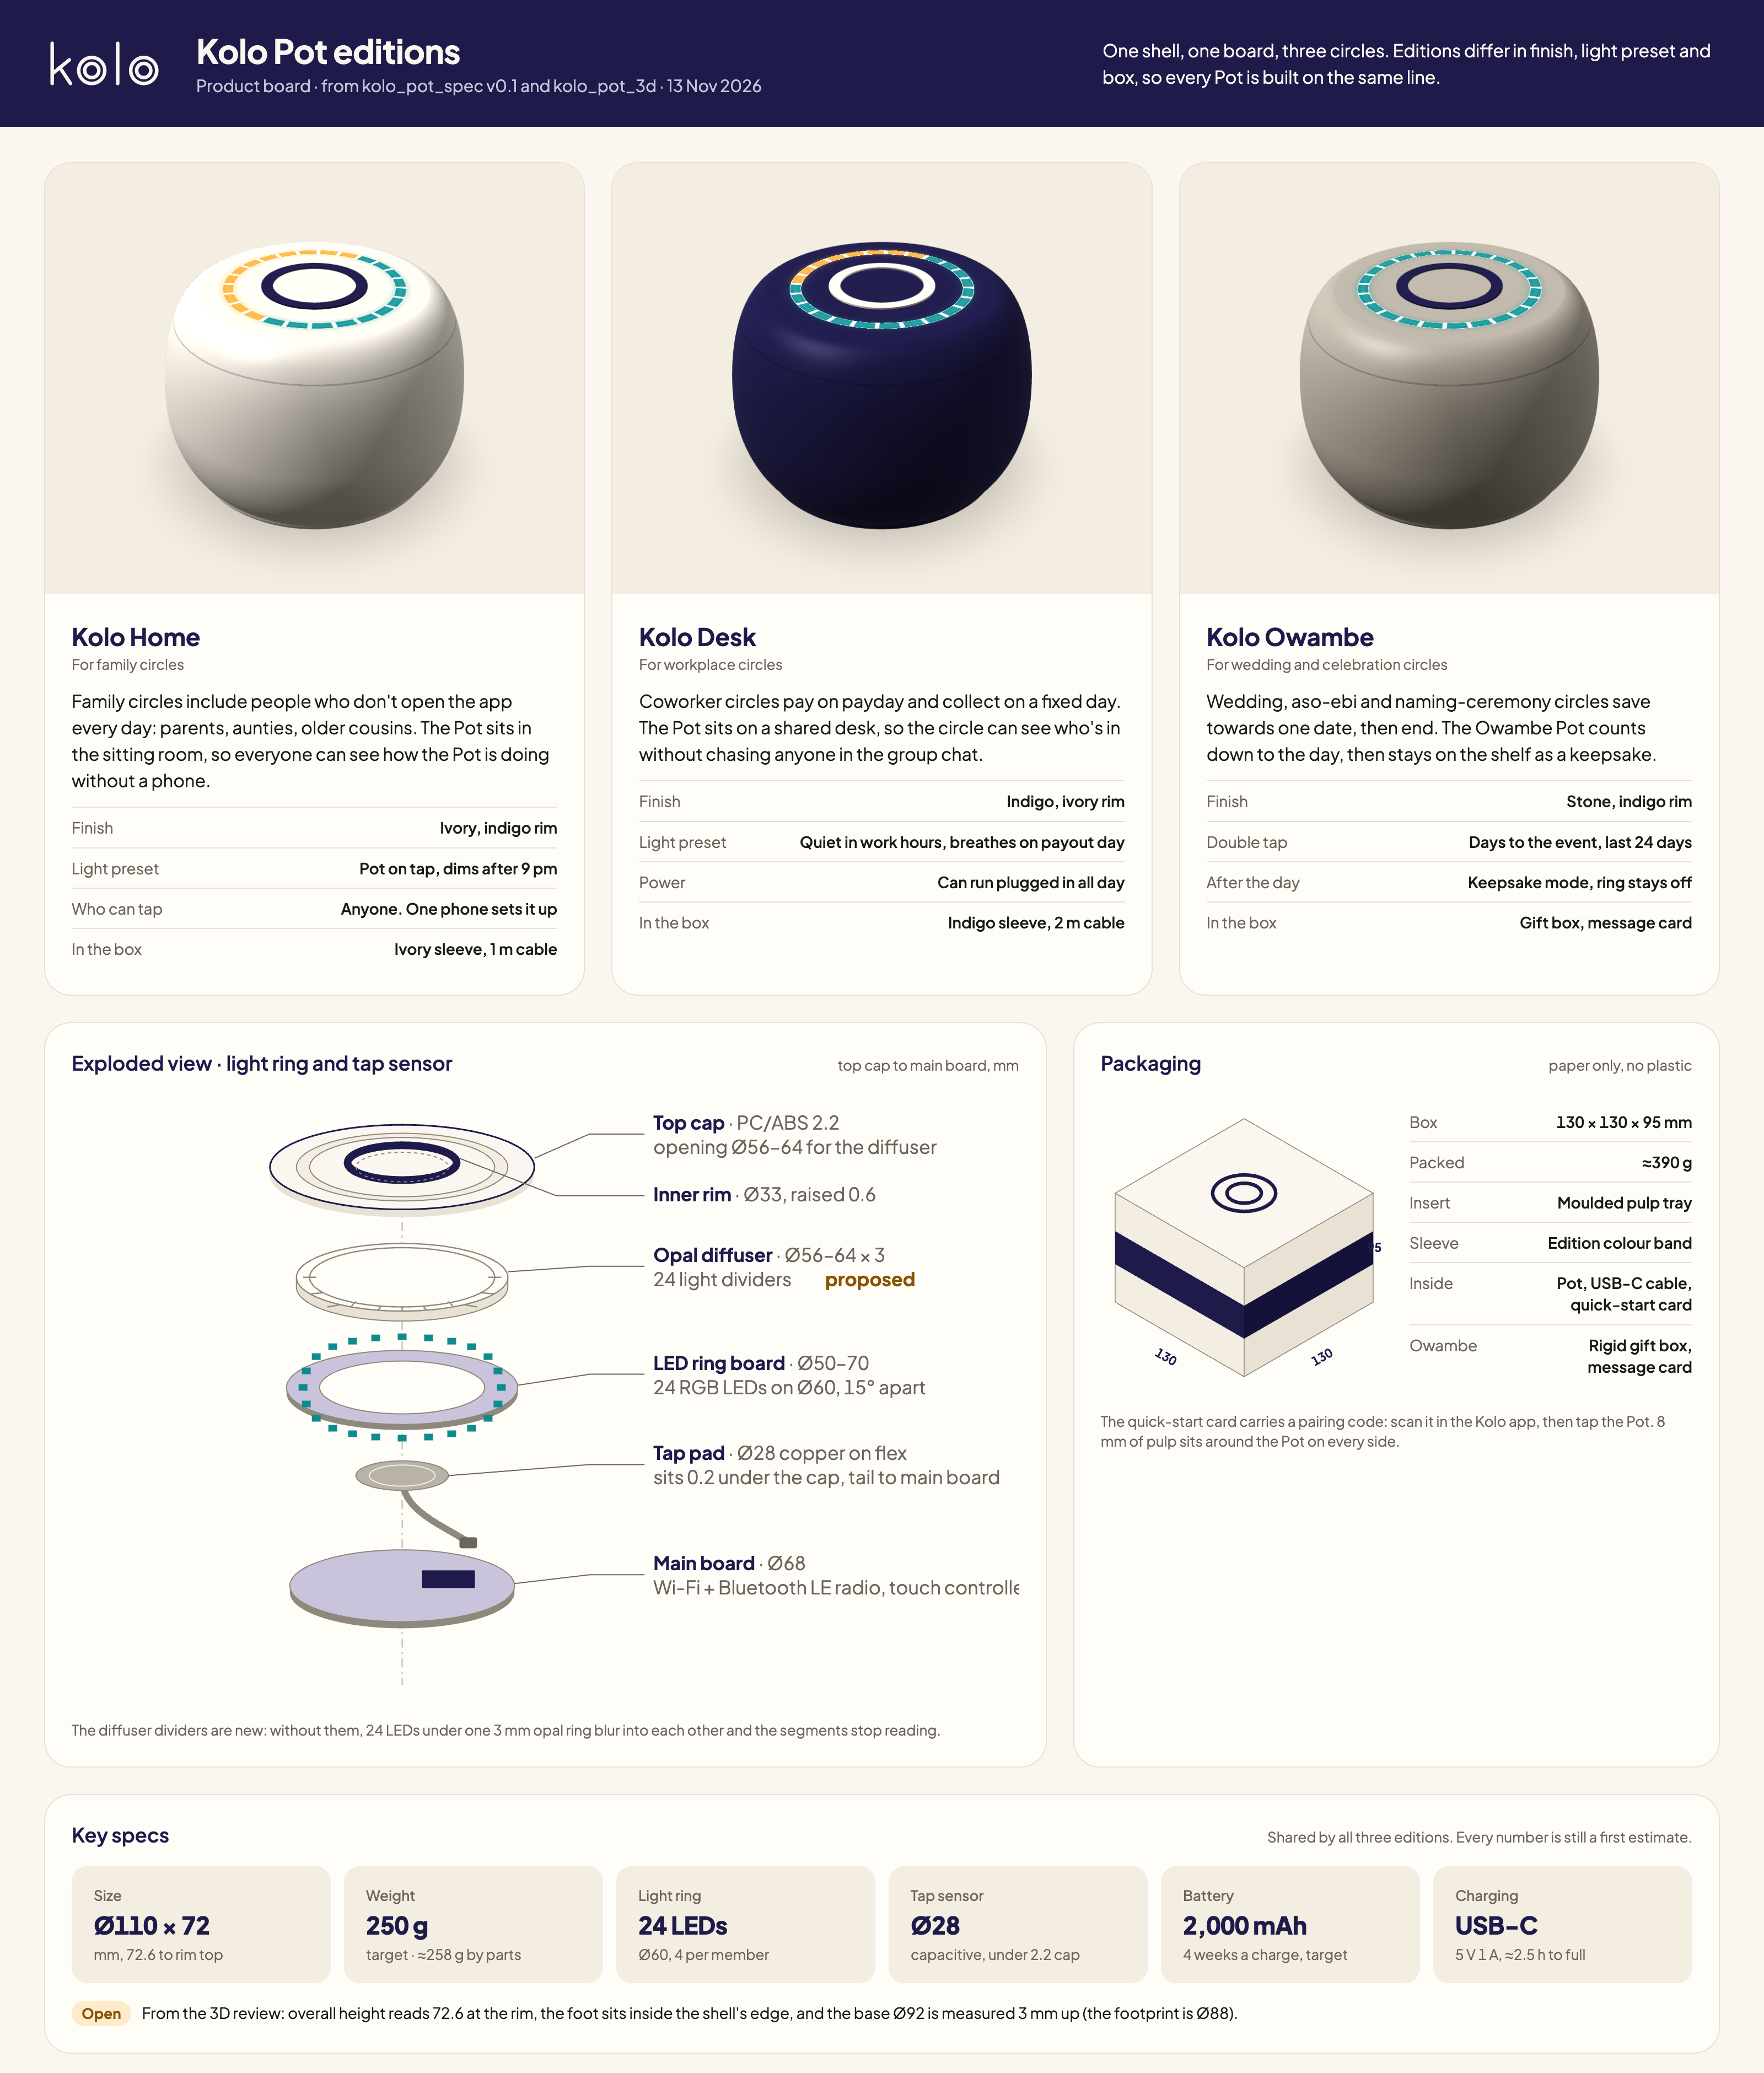 kolo
Kolo Pot editions
Product board · from kolo_pot_spec v0.1 and kolo_pot_3d · 13 Nov 2026
One shell, one board, three circles. Editions differ in finish, light preset and
box, so every Pot is built on the same line.
Kolo Home
For family circles
Family circles include people who don't open the app
every day: parents, aunties, older cousins. The Pot sits in
the sitting room, so everyone can see how the Pot is doing
without a phone.
Finish Ivory, indigo rim
Light preset Pot on tap, dims after 9 pm
Who can tap Anyone. One phone sets it up
In the box Ivory sleeve, 1 m cable
Kolo Desk
For workplace circles
Coworker circles pay on payday and collect on a fixed day.
The Pot sits on a shared desk, so the circle can see who's in
without chasing anyone in the group chat.
Finish Indigo, ivory rim
Light preset Quiet in work hours, breathes on payout day
Power Can run plugged in all day
In the box Indigo sleeve, 2 m cable
Kolo Owambe
For wedding and celebration circles
Wedding, aso-ebi and naming-ceremony circles save
towards one date, then end. The Owambe Pot counts
down to the day, then stays on the shelf as a keepsake.
Finish Stone, indigo rim
Double tap Days to the event, last 24 days
After the day Keepsake mode, ring stays off
In the box Gift box, message card
Exploded view · light ring and tap sensor
top cap to main board, mm
Top cap · PC/ABS 2.2
opening Ø56–64 for the diffuser
Inner rim · Ø33, raised 0.6
Opal diffuser · Ø56–64 × 3
24 light dividers proposed
LED ring board · Ø50–70
24 RGB LEDs on Ø60, 15° apart
Tap pad · Ø28 copper on flex
sits 0.2 under the cap, tail to main board
Main board · Ø68
Wi-Fi + Bluetooth LE radio, touch controlle
The diffuser dividers are new: without them, 24 LEDs under one 3 mm opal ring blur into each other and the segments stop reading.
Packaging
paper only, no plastic
130
130
5
Box 130 × 130 × 95 mm
Packed ≈390 g
Insert Moulded pulp tray
Sleeve Edition colour band
Inside Pot, USB-C cable,
quick-start card
Owambe Rigid gift box,
message card
The quick-start card carries a pairing code: scan it in the Kolo app, then tap the Pot. 8
mm of pulp sits around the Pot on every side.
Key specs
Shared by all three editions. Every number is still a first estimate.
Size
Ø110 × 72
mm, 72.6 to rim top
Weight
250 g
target · ≈258 g by parts
Light ring
24 LEDs
Ø60, 4 per member
Tap sensor
Ø28
capacitive, under 2.2 cap
Battery
2,000 mAh
4 weeks a charge, target
Charging
USB-C
5 V 1 A, ≈2.5 h to full
Open From the 3D review: overall height reads 72.6 at the rim, the foot sits inside the shell's edge, and the base Ø92 is measured 3 mm up (the footprint is Ø88).